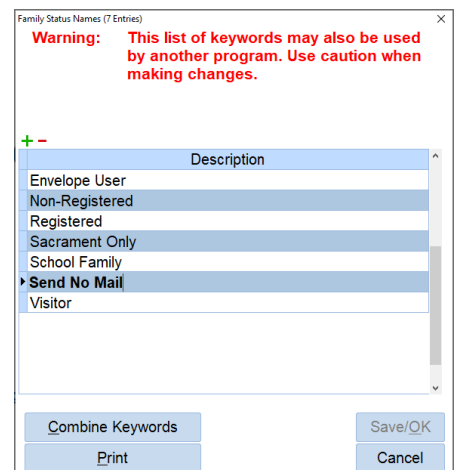 Family Status Names (7 Entries)
Warning: This list of keywords may also be used
by another program. Use caution when
making changes.
Description
Envelope User
Non-Registered
Registered
Sacrament Only
School Family
Send No Mail
Visitor
Combine Keywords Save/OK
Print Cancel